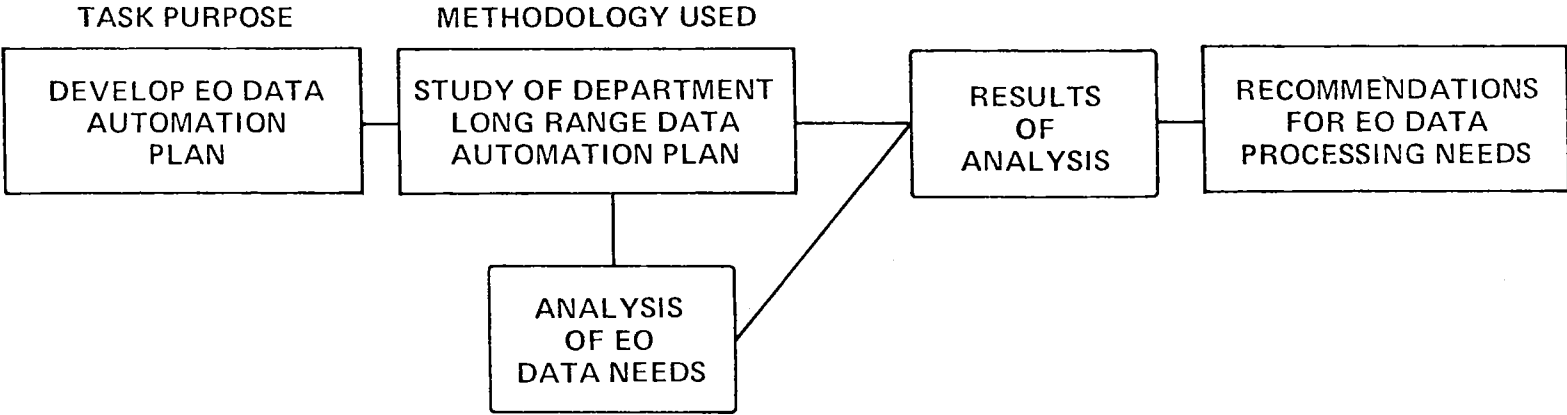 TASK PURPOSE
METHODOLOGY USED
DEVELOP EO DATA
AUTOMATION
PLAN
STUDY OF DEPARTMENT
LONG RANGE DATA
AUTOMATION PLAN
RESULTS
OF
ANALYSIS
RECOMMENDATIONS
FOR EO DATA
PROCESSING NEEDS
ANALYSIS
OF EO
DATA NEEDS